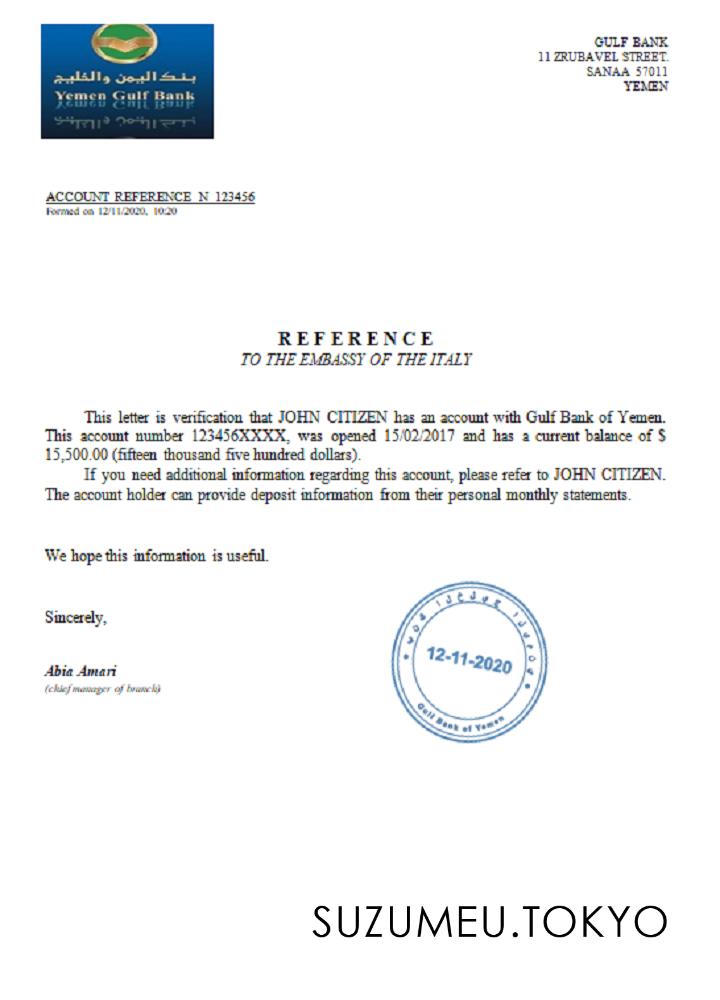 بنك اليمن والخليج
Yemen Gulf Bank
GULF BANK
11 ZRUBAVEL STREET.
SANAA 57011
YEMEN
ACCOUNT REFERENCE N 123456
Formed on 12/11/2020, 10:20
REFERENCE
TO THE EMBASSY OF THE ITALY
This letter is verification that JOHN CITIZEN has an account with Gulf Bank of Yemen.
This account number 123456XXXX, was opened 15/02/2017 and has a current balance of $
15,500.00 (fifteen thousand five hundred dollars).
If you need additional information regarding this account, please refer to JOHN CITIZEN.
The account holder can provide deposit information from their personal monthly statements.
We hope this information is useful.
Sincerely,
Abia Amari
(chief manager of branch)
12-11-2020
Gulf Bank of Yemen
SUZUMEU.TOKYO